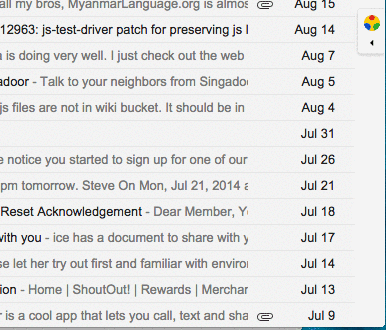 all my bros, MyanmarLanguage.org is almos Aug 15
12963: js-test-driver patch for preserving js l Aug 14
a is doing very well. I just check out the web Aug 7
adoor - Talk to your neighbors from Singadoo Aug 5
js files are not in wiki bucket. It should be in Aug 4
Jul 31
e notice you started to sign up for one of our Jul 26
pm tomorrow. Steve On Mon, Jul 21, 2014 a Jul 21
Reset Acknowledgement - Dear Member, Y Jul 18
with you - ice has a document to share with y Jul 17
se let her try out first and familiar with enviror Jul 14
ion - Home | ShoutOut! | Rewards | Merchar Jul 13
er is a cool app that lets you call, text and sha Jul 9